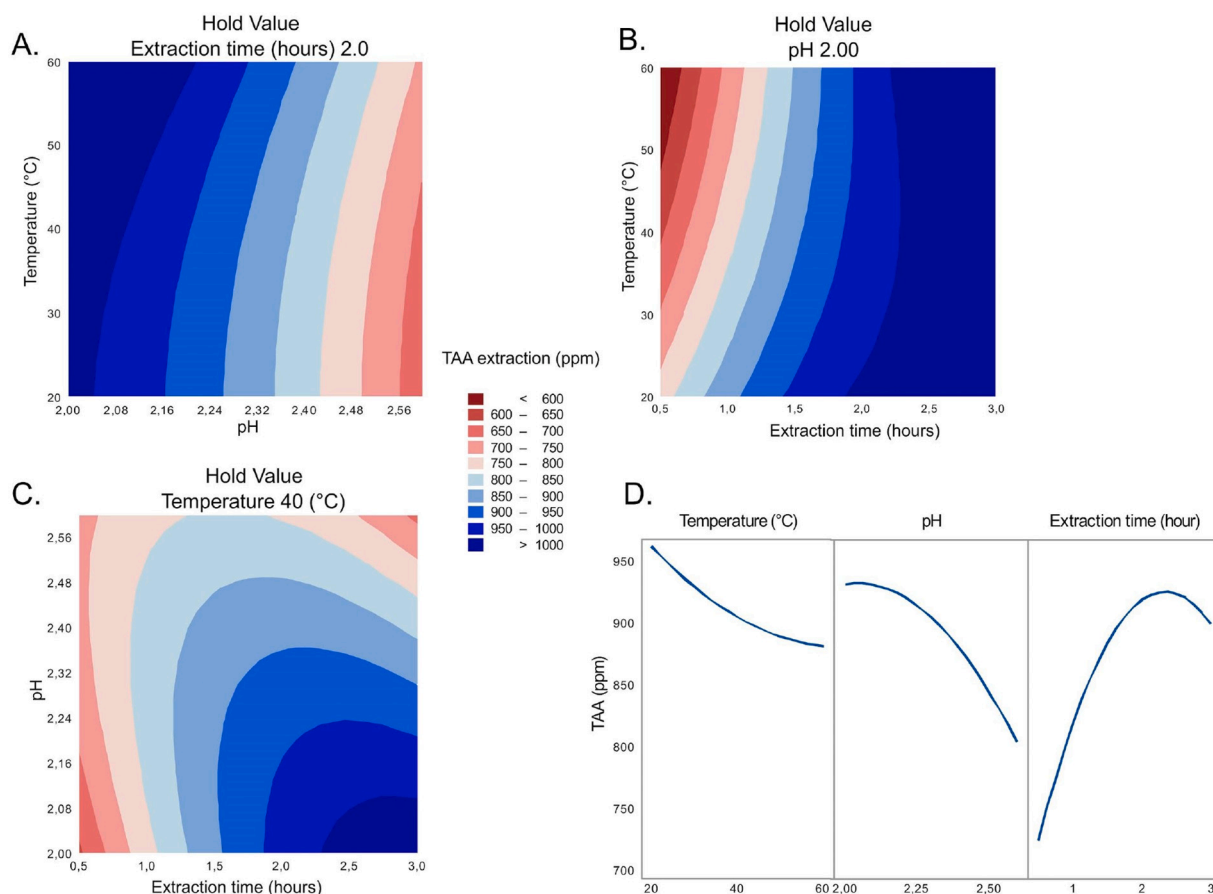 A.
Hold Value
Extraction time (hours) 2.0
60
50
40
30
20
Temperature (°C)
2,00 2,08 2,16 2,24 2,32 2,40 2,48 2,56
pH
B.
Hold Value
pH 2.00
60
50
40
30
20
Temperature (°C)
0,5 1,0 1,5 2,0 2,5 3,0
Extraction time (hours)
TAA extraction (ppm)
< 600
600 – 650
650 – 700
700 – 750
750 – 800
800 – 850
850 – 900
900 – 950
950 – 1000
> 1000
C.
Hold Value
Temperature 40 (°C)
2,56
2,48
2,40
2,32
2,24
2,16
2,08
2,00
pH
0,5 1,0 1,5 2,0 2,5 3,0
Extraction time (hours)
D.
Temperature (°C) pH Extraction time (hour)
950
900
850
800
750
700
TAA (ppm)
20 40 60 2,00 2,25 2,50 1 2 3